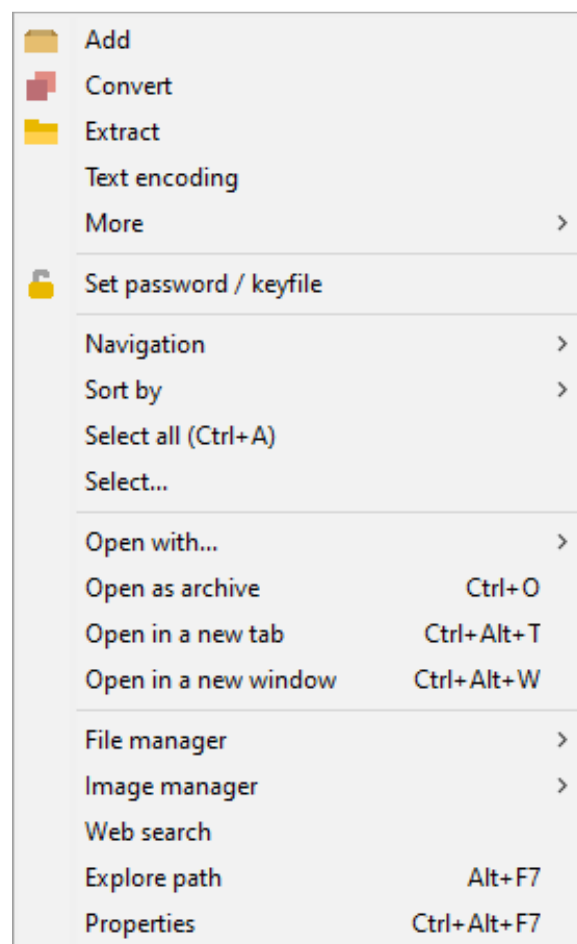 Add
Convert
Extract
Text encoding
More
Set password / keyfile
Navigation
Sort by
Select all (Ctrl+A)
Select...
Open with...
Open as archive Ctrl+O
Open in a new tab Ctrl+Alt+T
Open in a new window Ctrl+Alt+W
File manager
Image manager
Web search
Explore path Alt+F7
Properties Ctrl+Alt+F7